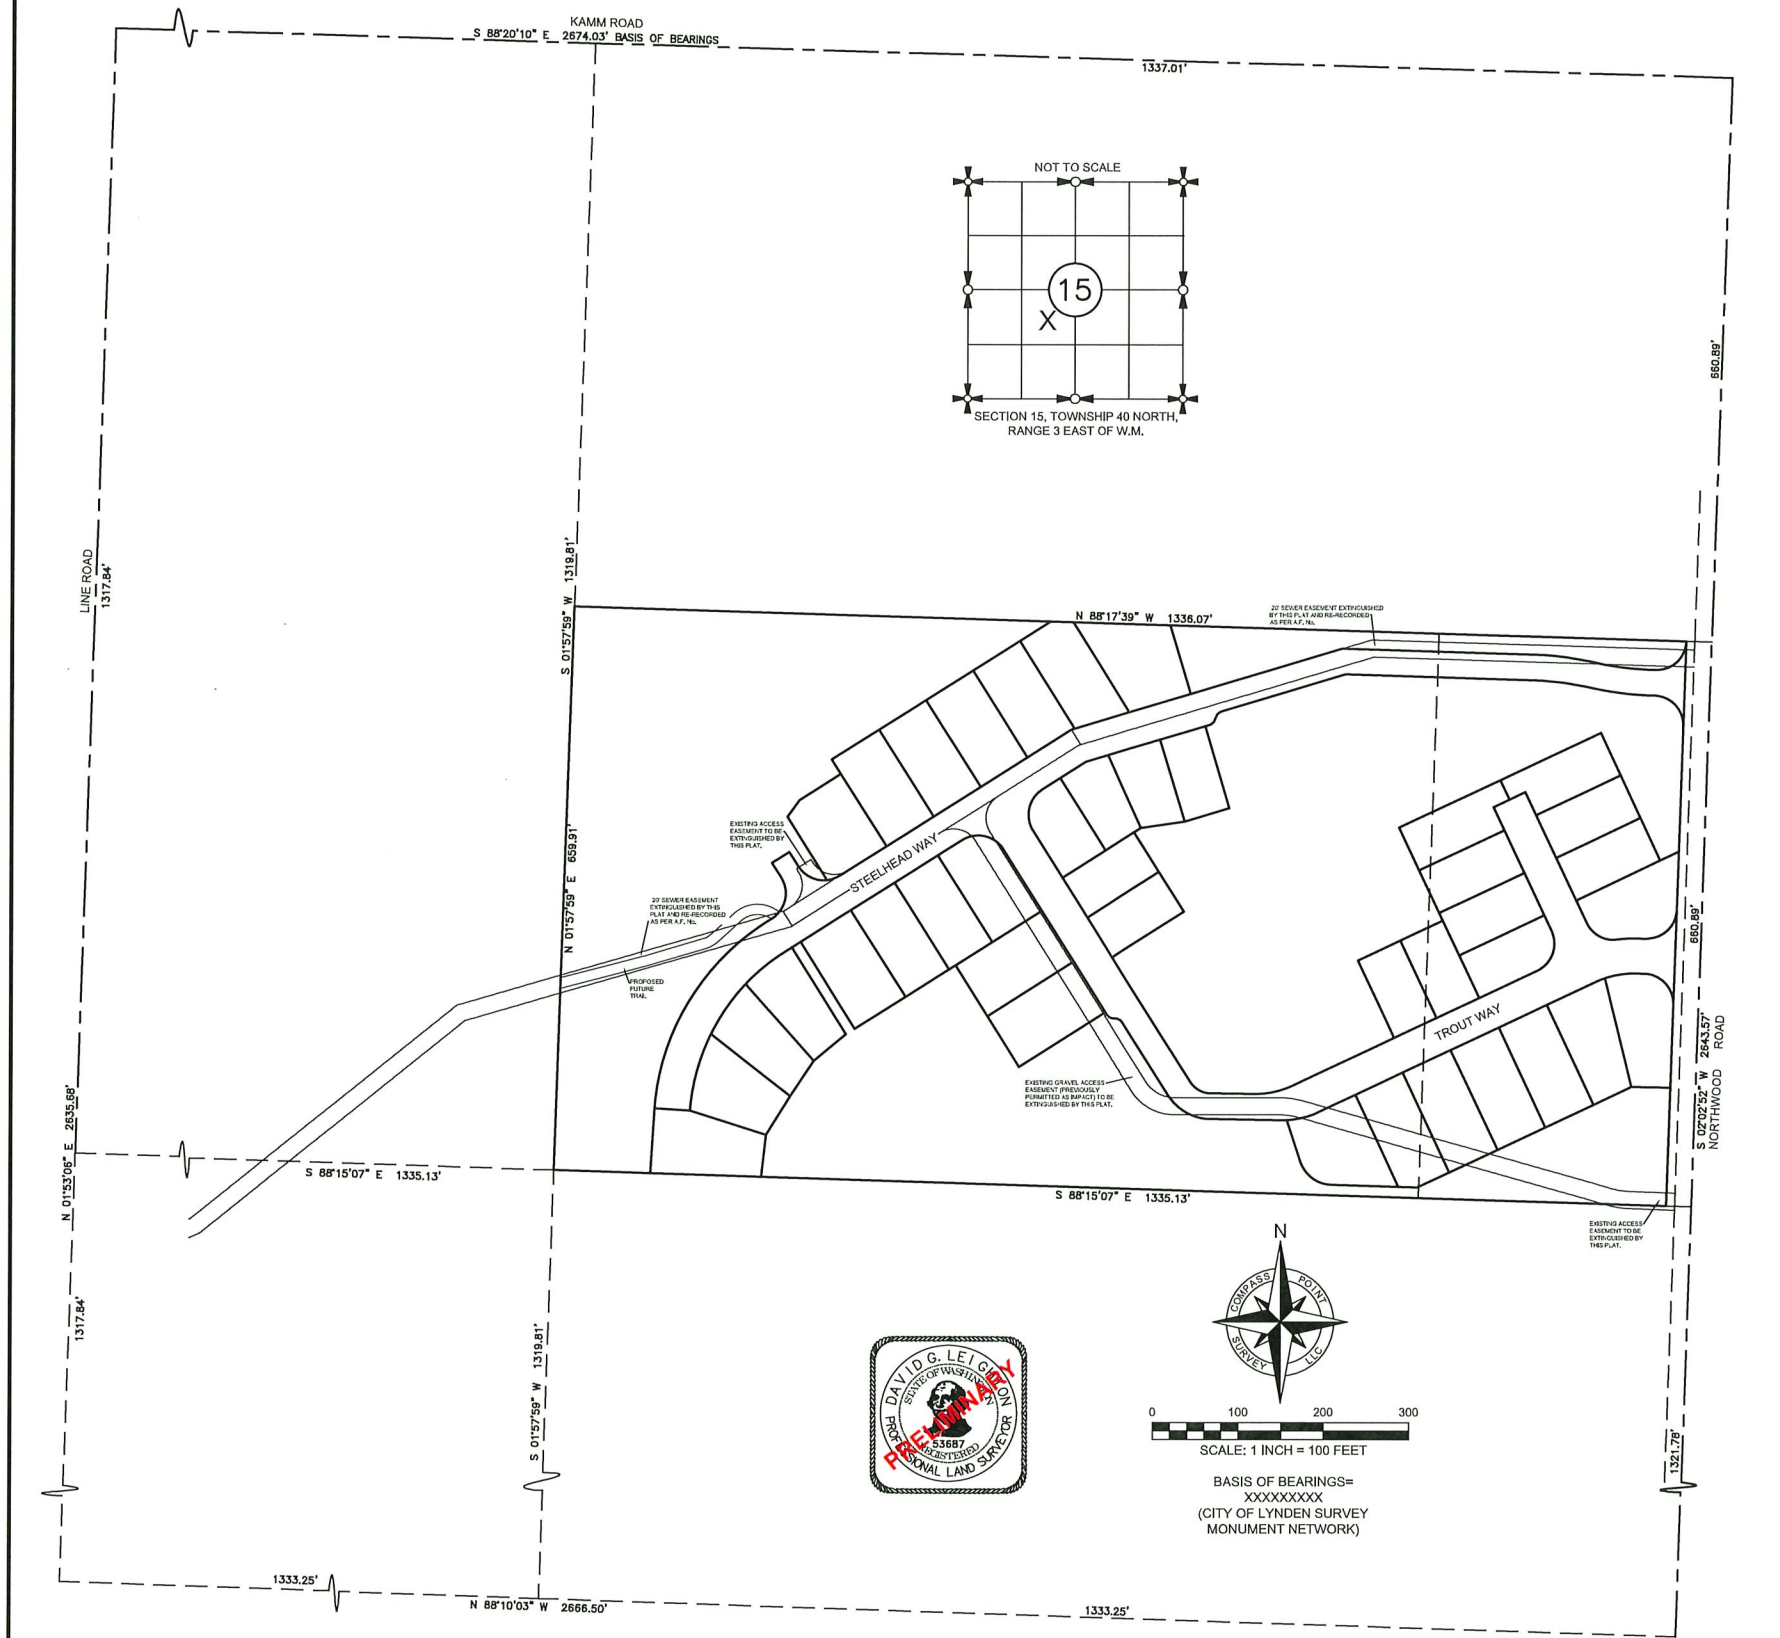 KAMM ROAD
S 88°20'10" E 2674.03' BASIS OF BEARINGS
1337.01'
NOT TO SCALE
15
X
SECTION 15, TOWNSHIP 40 NORTH,
RANGE 3 EAST OF W.M.
660.89'
LINE ROAD
1317.84'
S 01°57'59" W 1319.81'
N 88°17'39" W 1336.07'
20' SEWER EASEMENT EXTINGUISHED
BY THIS PLAT AND RE-RECORDED
AS PER A.F. No.
EXISTING ACCESS
EASEMENT TO BE
EXTINGUISHED BY
THIS PLAT.
STEELHEAD WAY
N 01°57'59" E 659.91'
20' SEWER EASEMENT
EXTINGUISHED BY THIS
PLAT AND RE-RECORDED
AS PER A.F. No.
PROPOSED
FUTURE
TRAIL
660.89'
TROUT WAY
S 02°02'52" W 2643.57'
NORTHWOOD ROAD
EXISTING GRAVEL ACCESS
EASEMENT (PREVIOUSLY
PERMITTED AS IMPACT) TO BE
EXTINGUISHED BY THIS PLAT.
N 01°53'06" E 2635.68'
S 88°15'07" E 1335.13'
S 88°15'07" E 1335.13'
EXISTING ACCESS
EASEMENT TO BE
EXTINGUISHED BY
THIS PLAT.
N
COMPASS POINT
SURVEY LLC
1317.84'
S 01°57'59" W 1319.81'
DAVID G. LEIGHTON
STATE OF WASHINGTON
PRELIMINARY
53687
REGISTERED
PROFESSIONAL LAND SURVEYOR
0 100 200 300
SCALE: 1 INCH = 100 FEET
1321.78'
BASIS OF BEARINGS=
XXXXXXXXX
(CITY OF LYNDEN SURVEY
MONUMENT NETWORK)
1333.25'
N 88°10'03" W 2666.50'
1333.25'